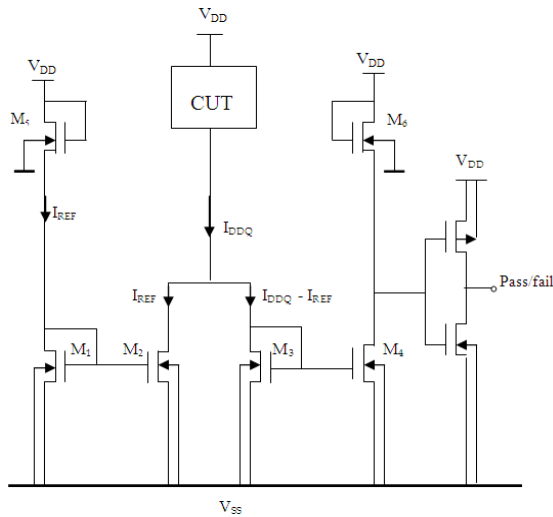 V_DD
V_DD
V_DD
CUT
M_5
M_6
V_DD
I_REF
I_DDQ
Pass/fail
I_REF
I_DDQ - I_REF
M_1
M_2
M_3
M_4
V_SS